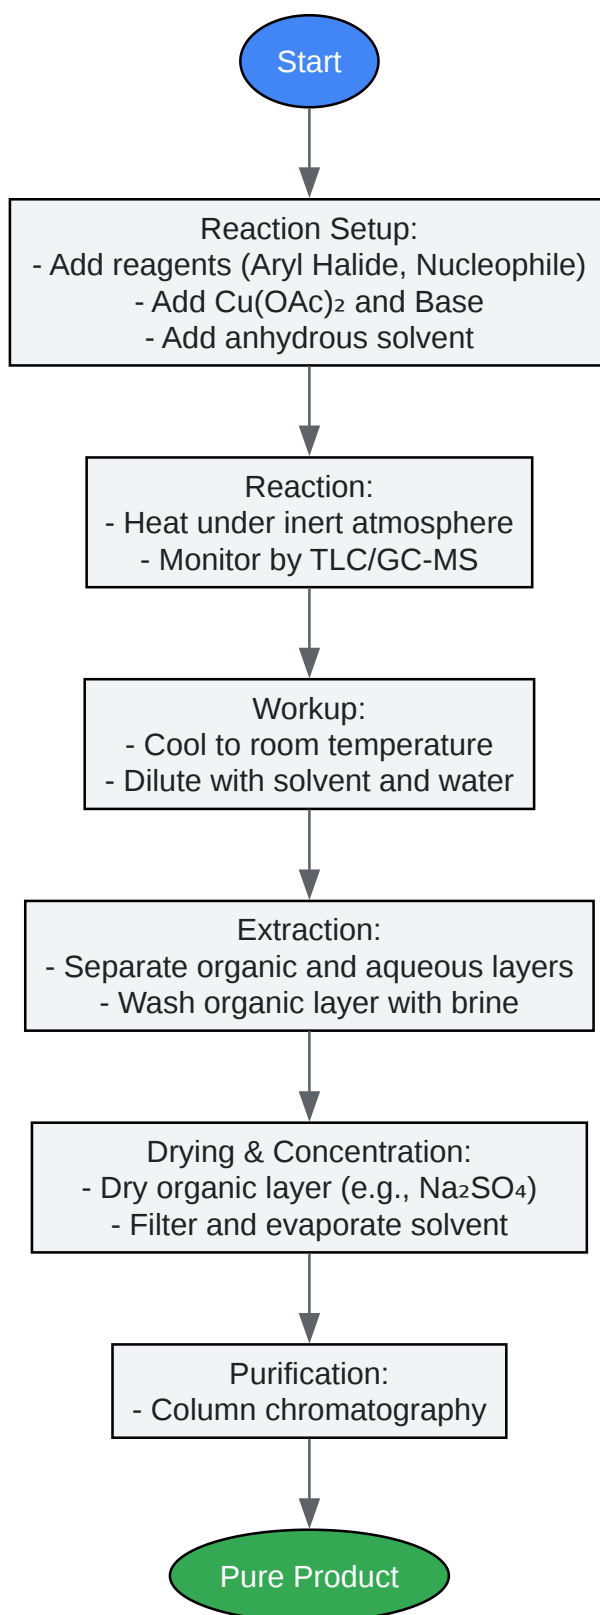 Start
Reaction Setup:
- Add reagents (Aryl Halide, Nucleophile)
- Add Cu(OAc)₂ and Base
- Add anhydrous solvent
Reaction:
- Heat under inert atmosphere
- Monitor by TLC/GC-MS
Workup:
- Cool to room temperature
- Dilute with solvent and water
Extraction:
- Separate organic and aqueous layers
- Wash organic layer with brine
Drying & Concentration:
- Dry organic layer (e.g., Na₂SO₄)
- Filter and evaporate solvent
Purification:
- Column chromatography
Pure Product